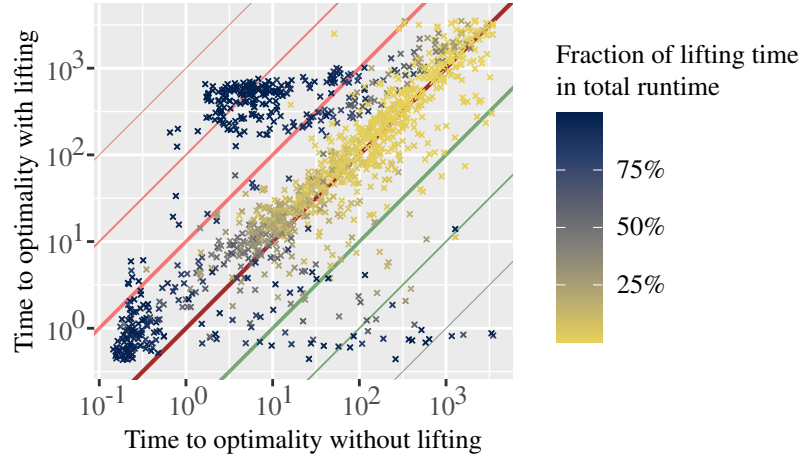 Time to optimality with lifting
10^3
10^2
10^1
10^0
10^-1 10^0 10^1 10^2 10^3
Time to optimality without lifting
Fraction of lifting time
in total runtime
75%
50%
25%